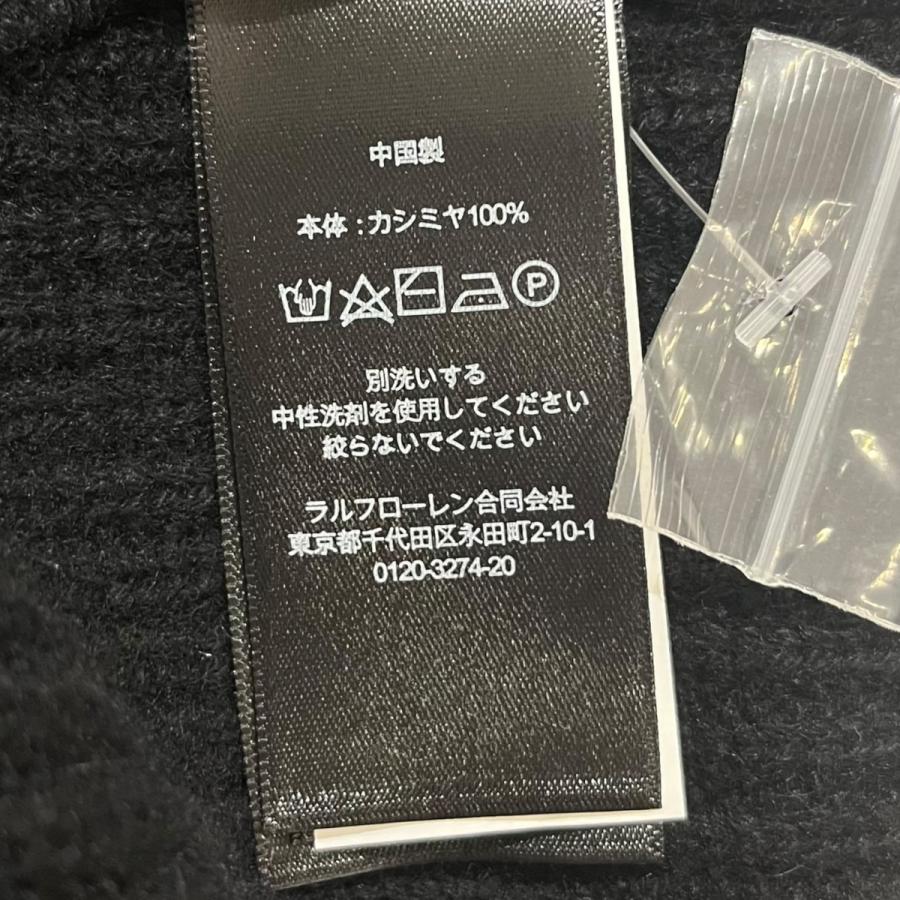 中国製
本体：カシミヤ100%
P
別洗いする
中性洗剤を使用してください
絞らないでください
ラルフローレン合同会社
東京都千代田区永田町2-10-1
0120-3274-20